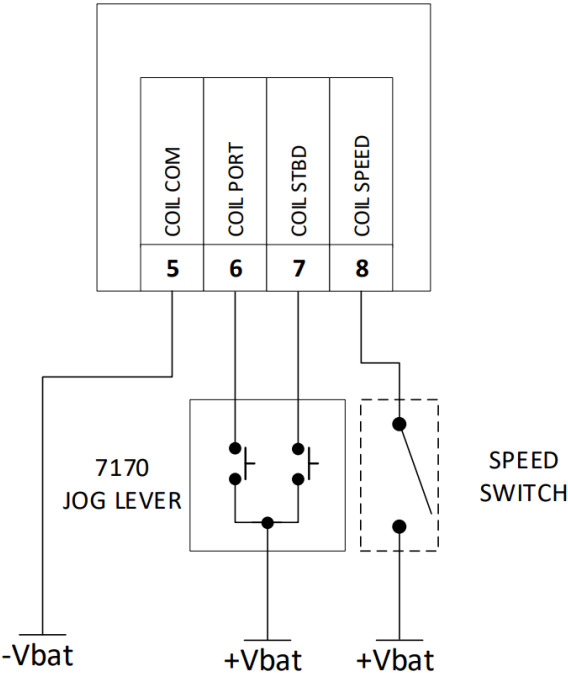 COIL COM
COIL PORT
COIL STBD
COIL SPEED
5
6
7
8
7170
JOG LEVER
SPEED
SWITCH
-Vbat
+Vbat
+Vbat